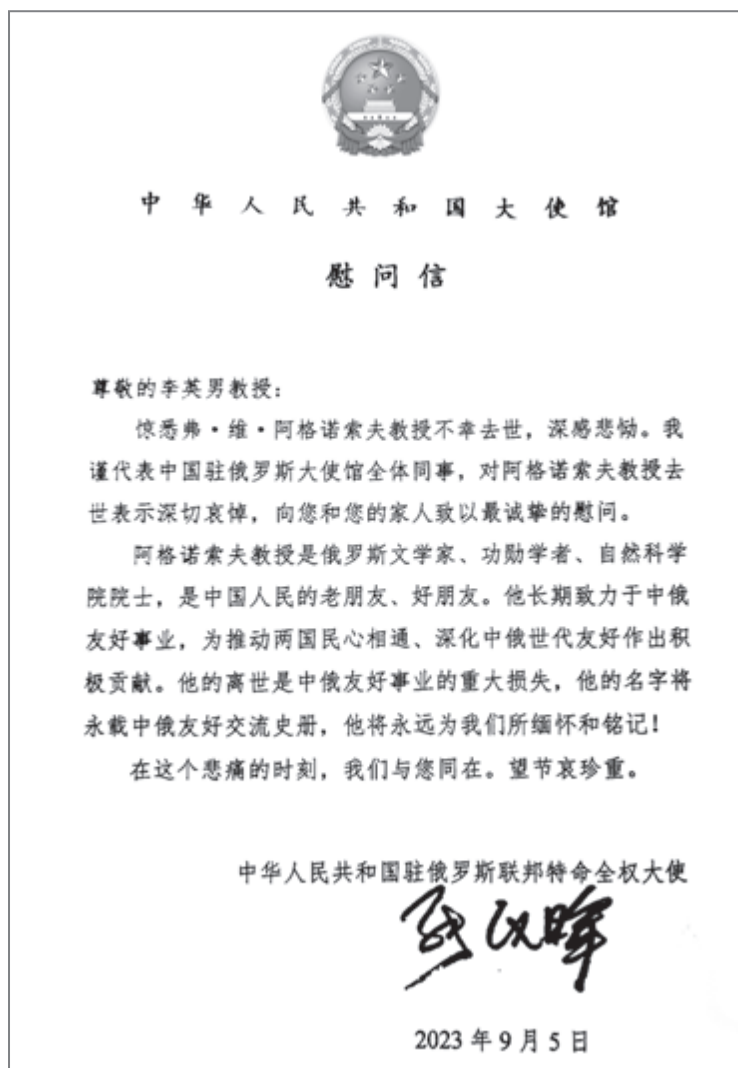 中华人民共和国大使馆
慰问信
尊敬的李英男教授：
惊悉弗·维·阿格诺索夫教授不幸去世，深感悲恸。我
谨代表中国驻俄罗斯大使馆全体同事，对阿格诺索夫教授去
世表示深切哀悼，向您和您的家人致以最诚挚的慰问。
阿格诺索夫教授是俄罗斯文学家、功勋学者、自然科学
院院士，是中国人民的老朋友、好朋友。他长期致力于中俄
友好事业，为推动两国民心相通、深化中俄世代友好作出积
极贡献。他的离世是中俄友好事业的重大损失，他的名字将
永载中俄友好交流史册，他将永远为我们所缅怀和铭记！
在这个悲痛的时刻，我们与您同在。望节哀珍重。
中华人民共和国驻俄罗斯联邦特命全权大使
张汉晖
2023年9月5日